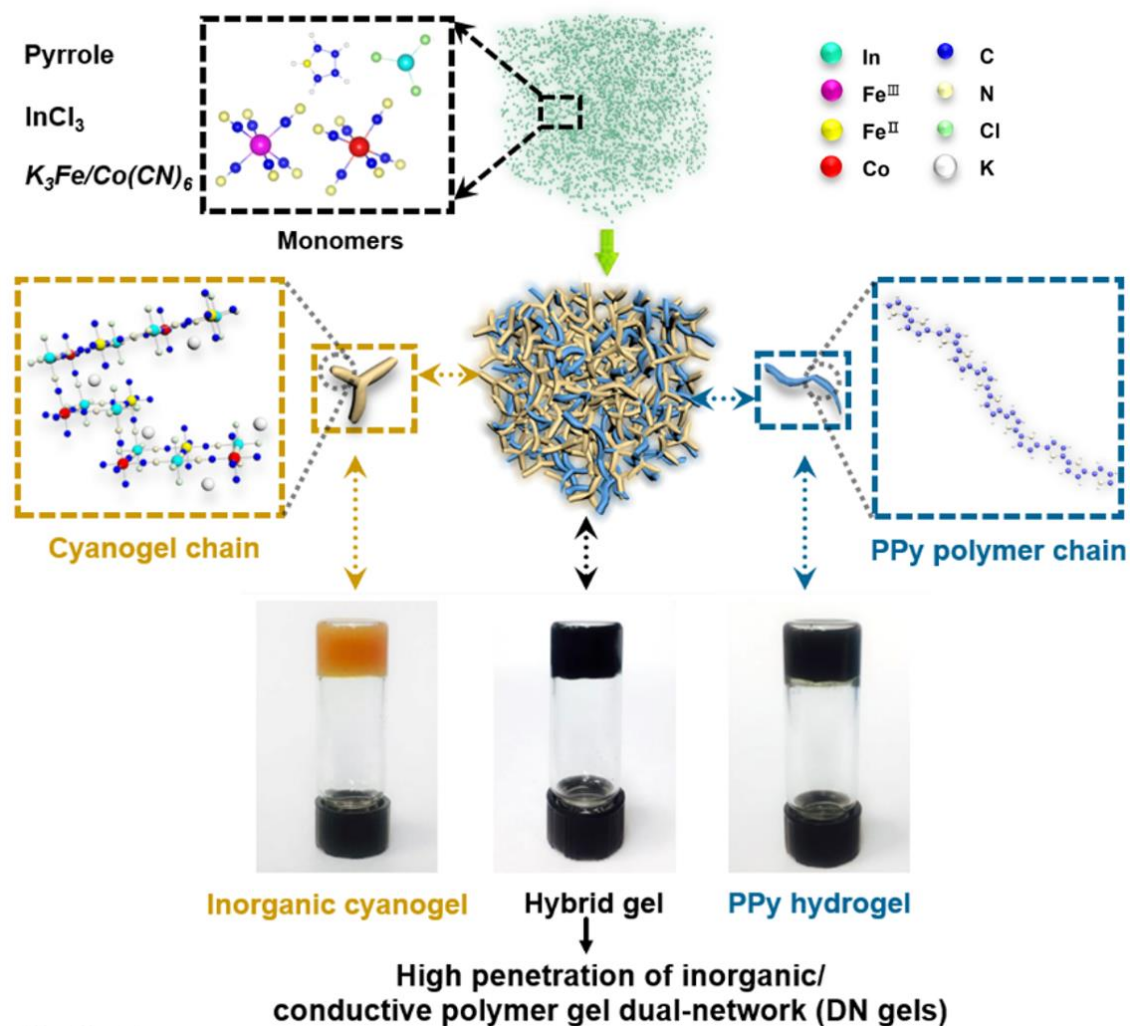 Pyrrole
InCl₃
K₃Fe/Co(CN)₆
Monomers
In
Feᴵᴵᴵ
Feᴵᴵ
Co
C
N
Cl
K
Cyanogel chain
PPy polymer chain
Inorganic cyanogel
Hybrid gel
PPy hydrogel
High penetration of inorganic/
conductive polymer gel dual-network (DN gels)